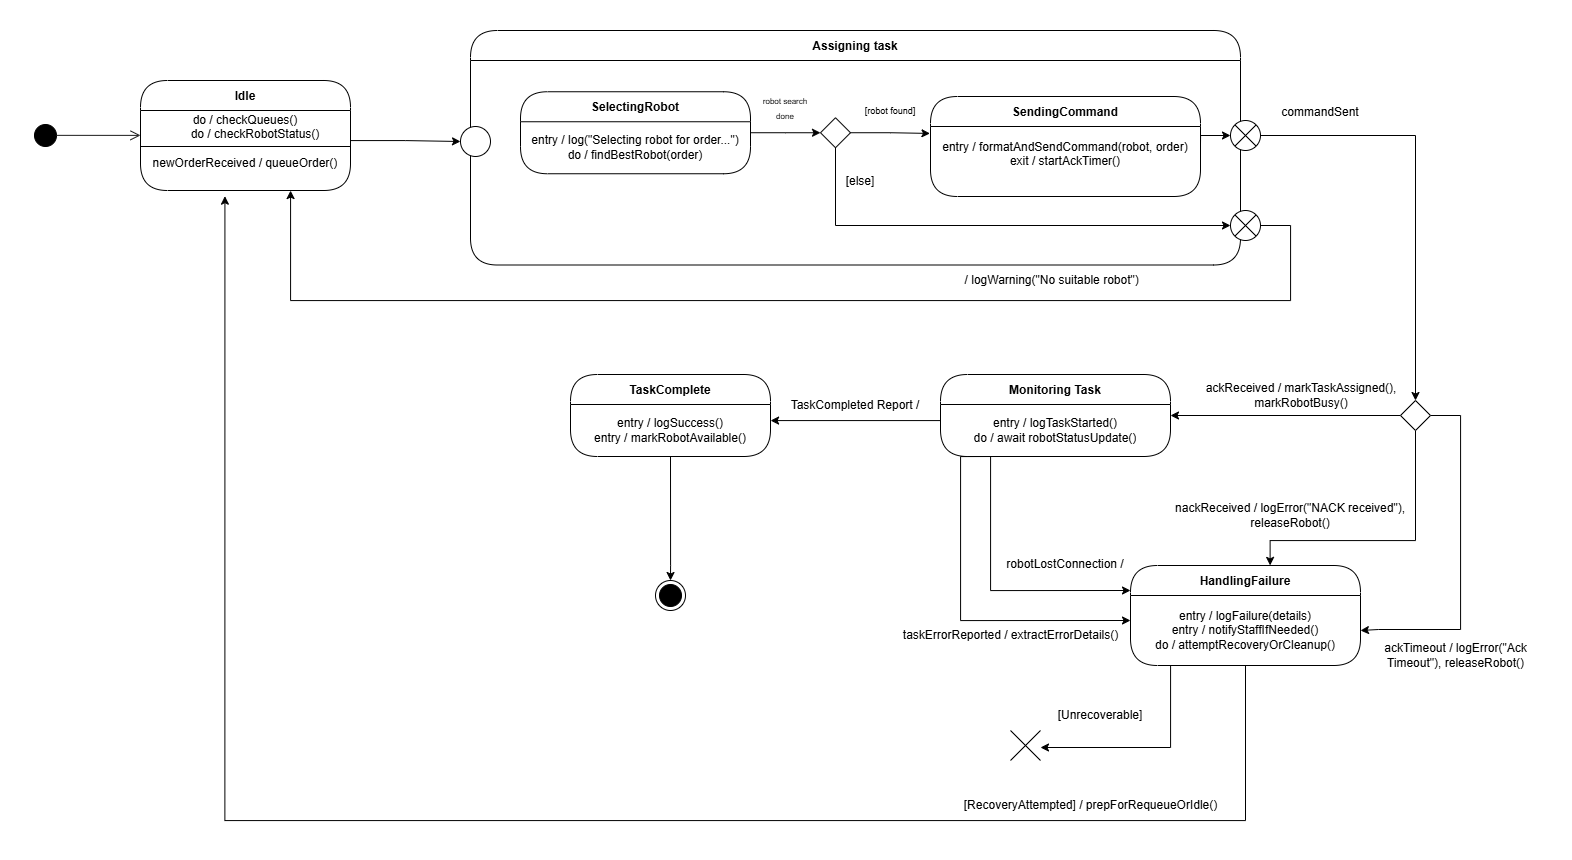 Assigning task
Idle
do / checkQueues()
do / checkRobotStatus()
newOrderReceived / queueOrder()
SelectingRobot
entry / log("Selecting robot for order...")
do / findBestRobot(order)
robot search
done
[robot found]
[else]
SendingCommand
entry / formatAndSendCommand(robot, order)
exit / startAckTimer()
commandSent
/ logWarning("No suitable robot")
TaskComplete
entry / logSuccess()
entry / markRobotAvailable()
TaskCompleted Report /
Monitoring Task
entry / logTaskStarted()
do / await robotStatusUpdate()
ackReceived / markTaskAssigned(),
markRobotBusy()
nackReceived / logError("NACK received"),
releaseRobot()
robotLostConnection /
taskErrorReported / extractErrorDetails()
HandlingFailure
entry / logFailure(details)
entry / notifyStaffIfNeeded()
do / attemptRecoveryOrCleanup()
ackTimeout / logError("Ack
Timeout"), releaseRobot()
[Unrecoverable]
[RecoveryAttempted] / prepForRequeueOrIdle()